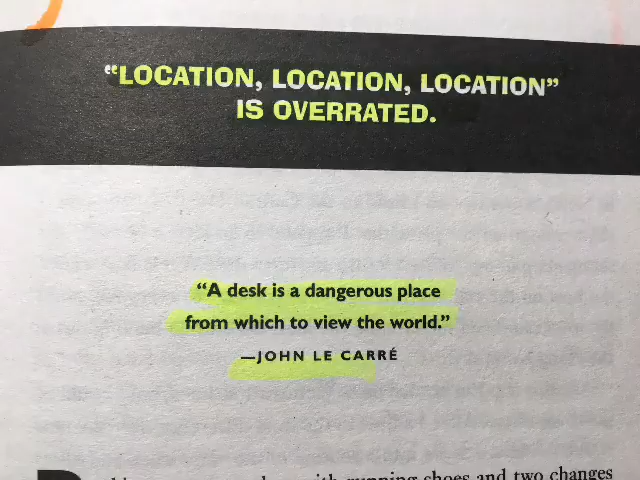 “LOCATION, LOCATION, LOCATION”
IS OVERRATED.
“A desk is a dangerous place
from which to view the world.”
—JOHN LE CARRÉ
with running shoes and two changes